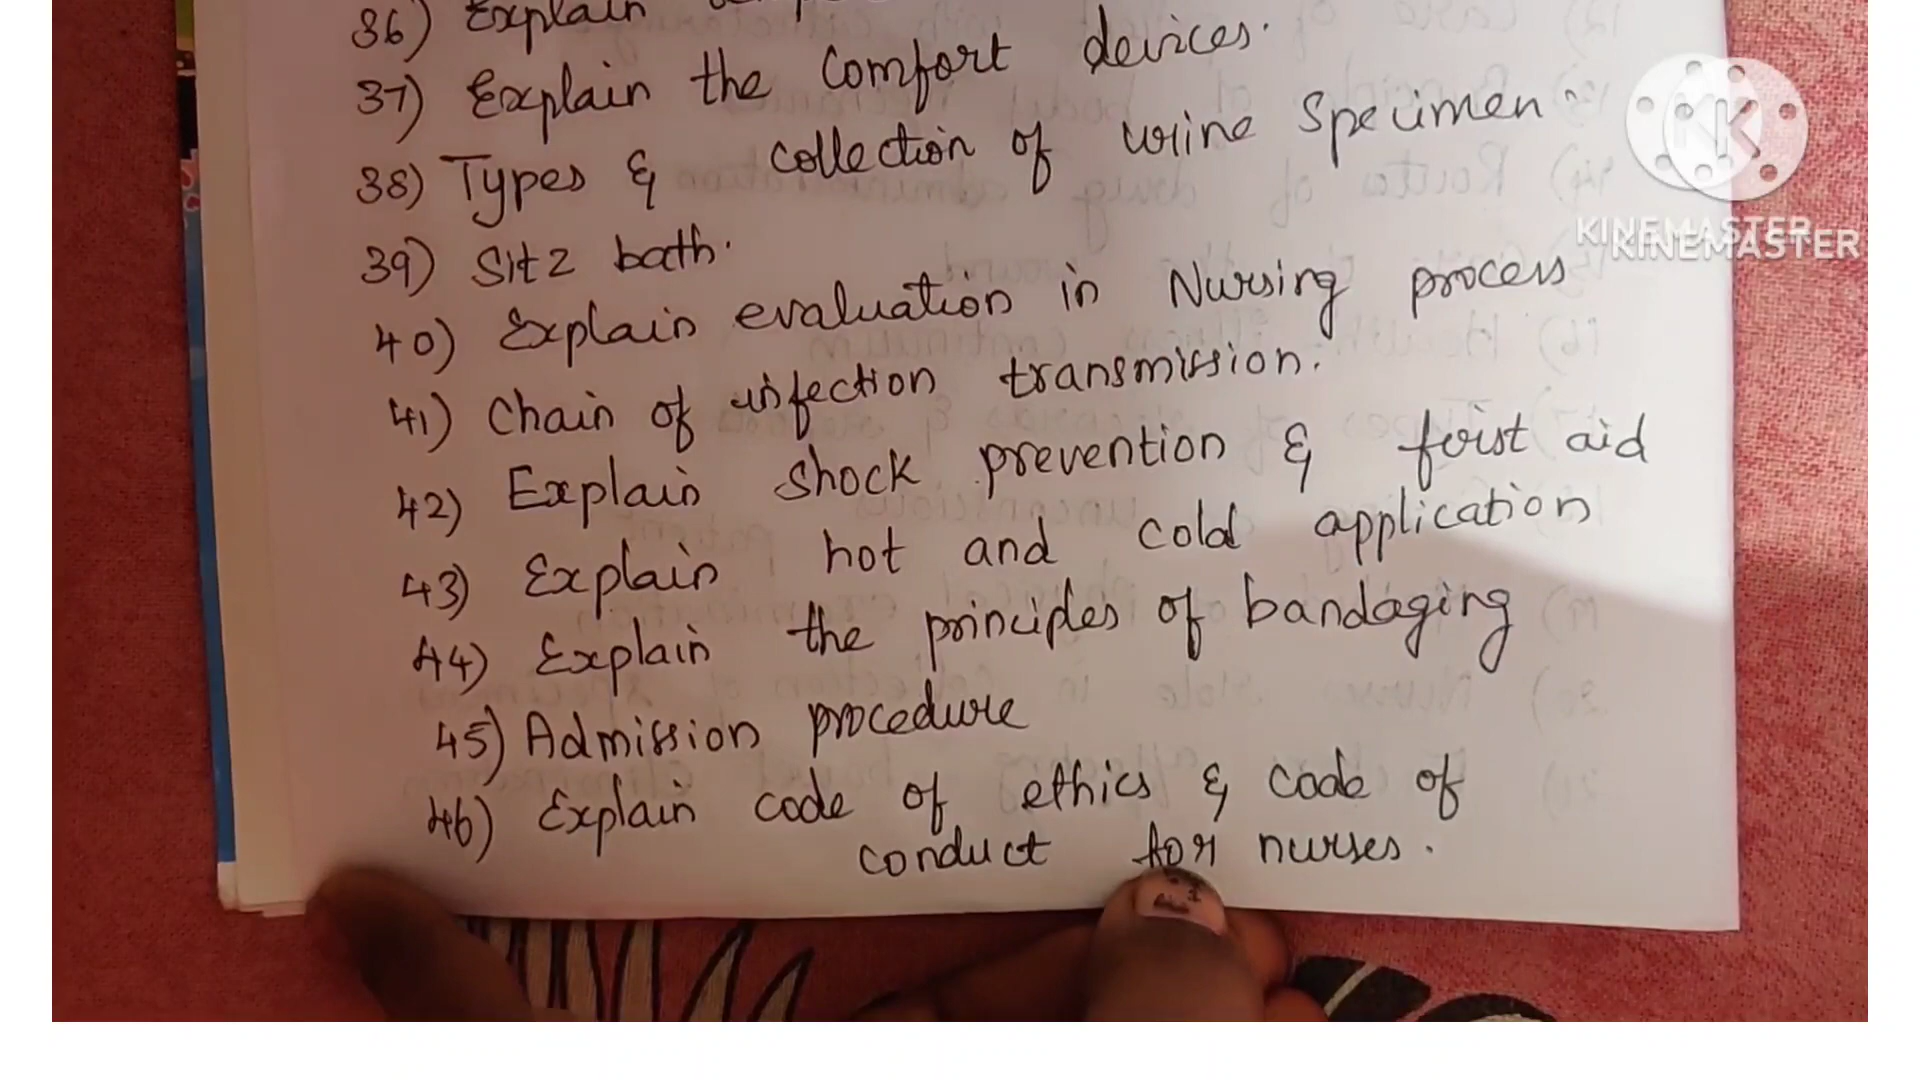 36) Explain
37) Explain the comfort devices.
38) Types & collection of urine specimen.
39) Sitz bath.
40) Explain evaluation in Nursing process
41) Chain of infection transmission.
42) Explain shock prevention & first aid
43) Explain hot and cold application
44) Explain the principles of bandaging
45) Admission procedure
46) Explain code of ethics & code of
conduct for nurses.
KINEMASTER
KINEMASTER